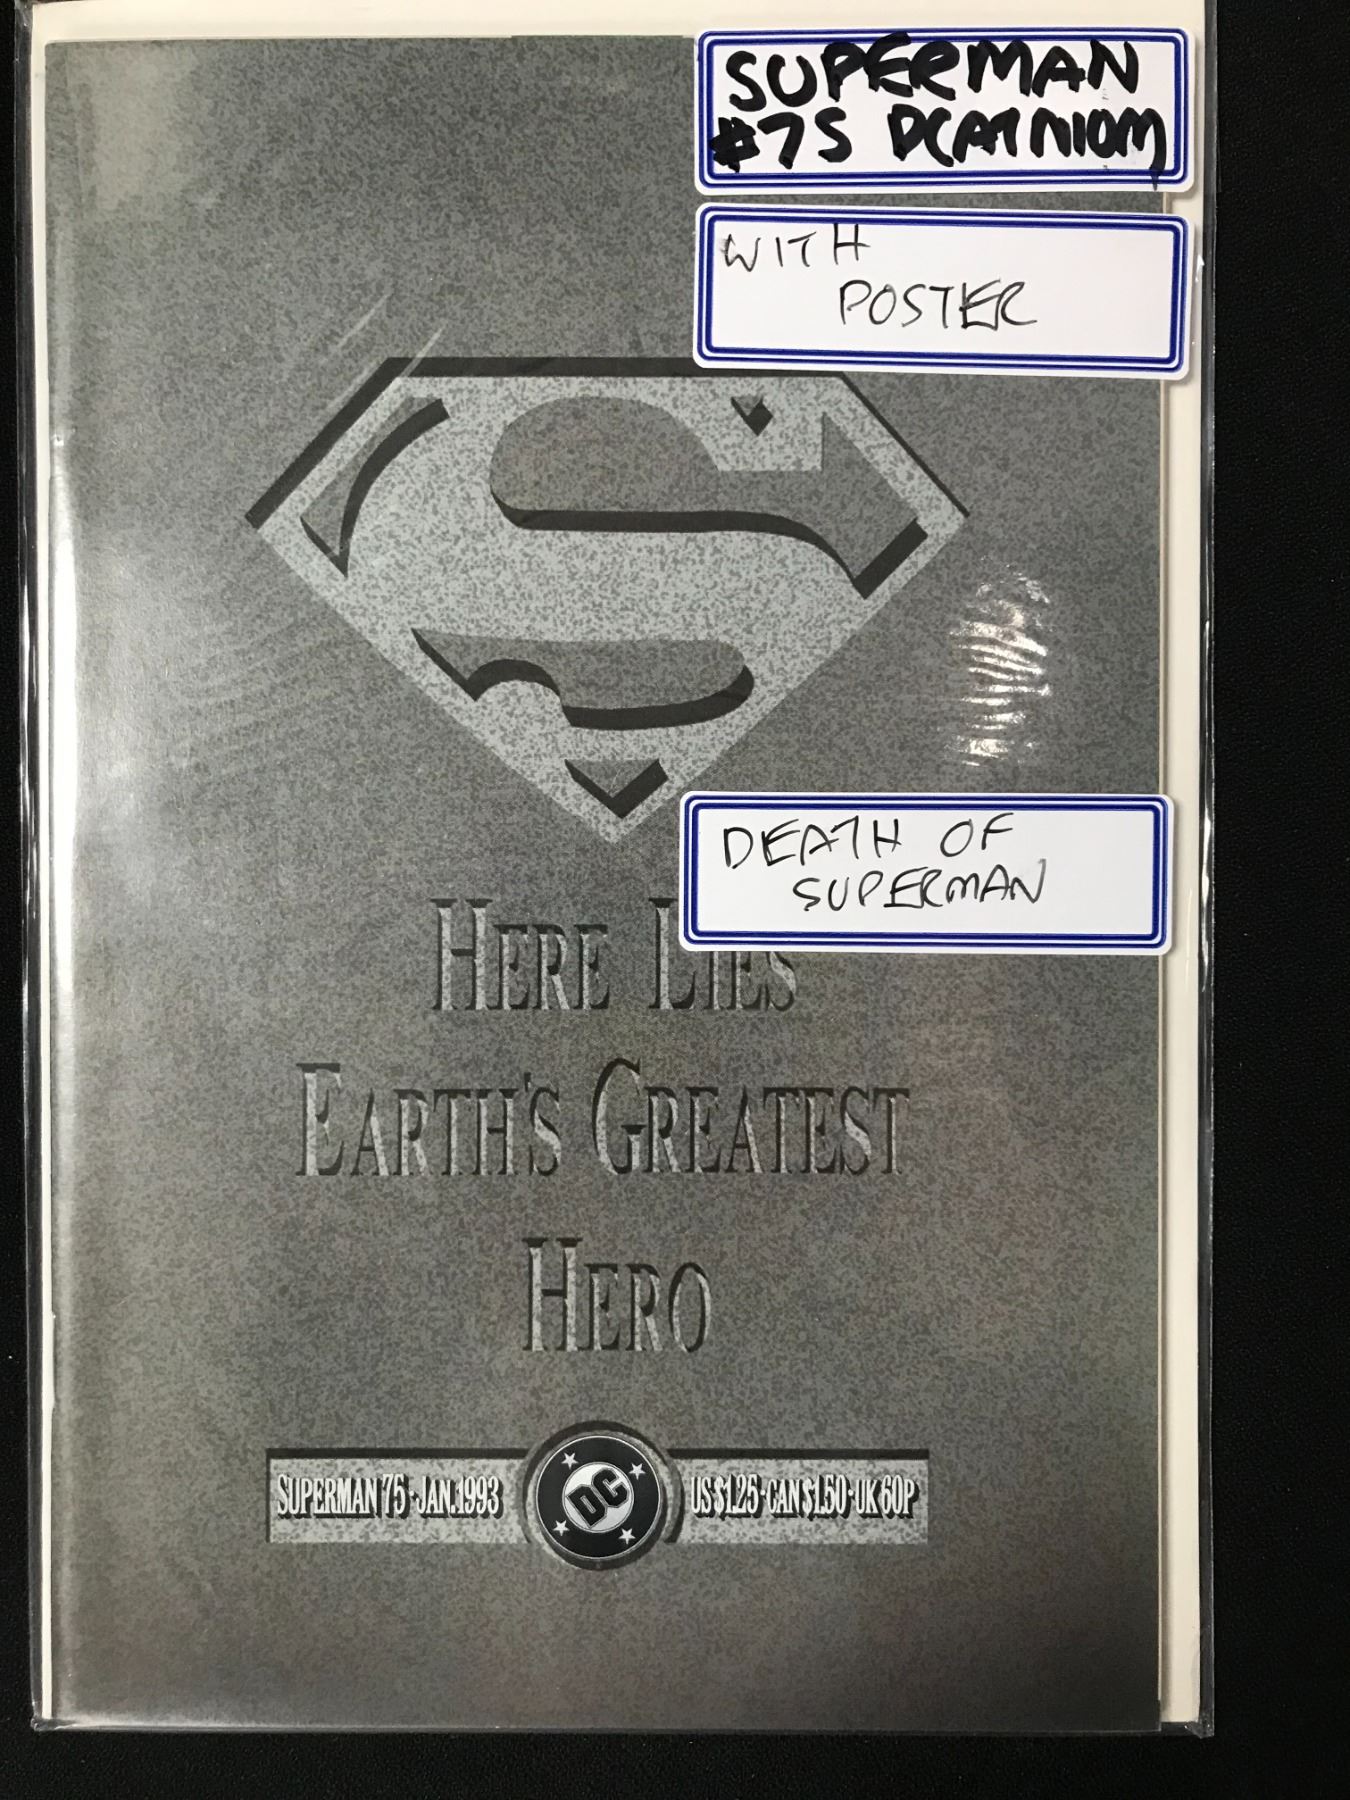 SUPERMAN
#75 DCATNIOM
WITH
POSTER
DEATH OF
SUPERMAN
HERE LIES
EARTH'S GREATEST
HERO
SUPERMAN 75·JAN.1993
DC
US $1.25·CAN $1.50·UK 60P